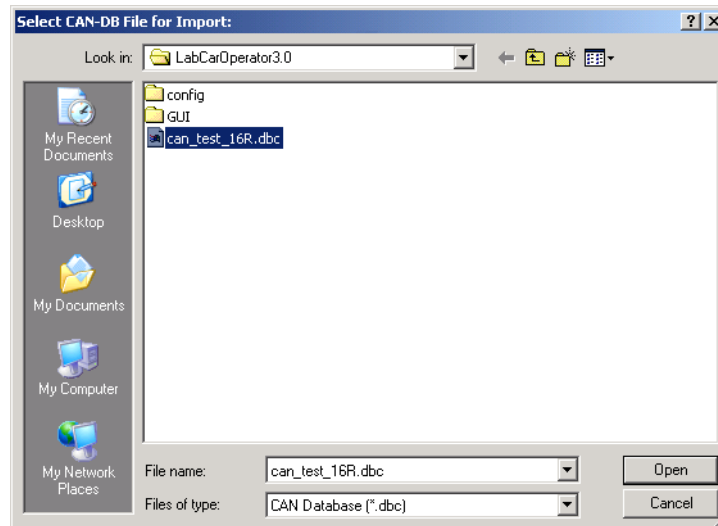 Select CAN-DB File for Import:
Look in: LabCarOperator3.0
config
GUI
can_test_16R.dbc
My Recent
Documents
Desktop
My Documents
My Computer
My Network
Places
File name: can_test_16R.dbc Open
Files of type: CAN Database (*.dbc) Cancel